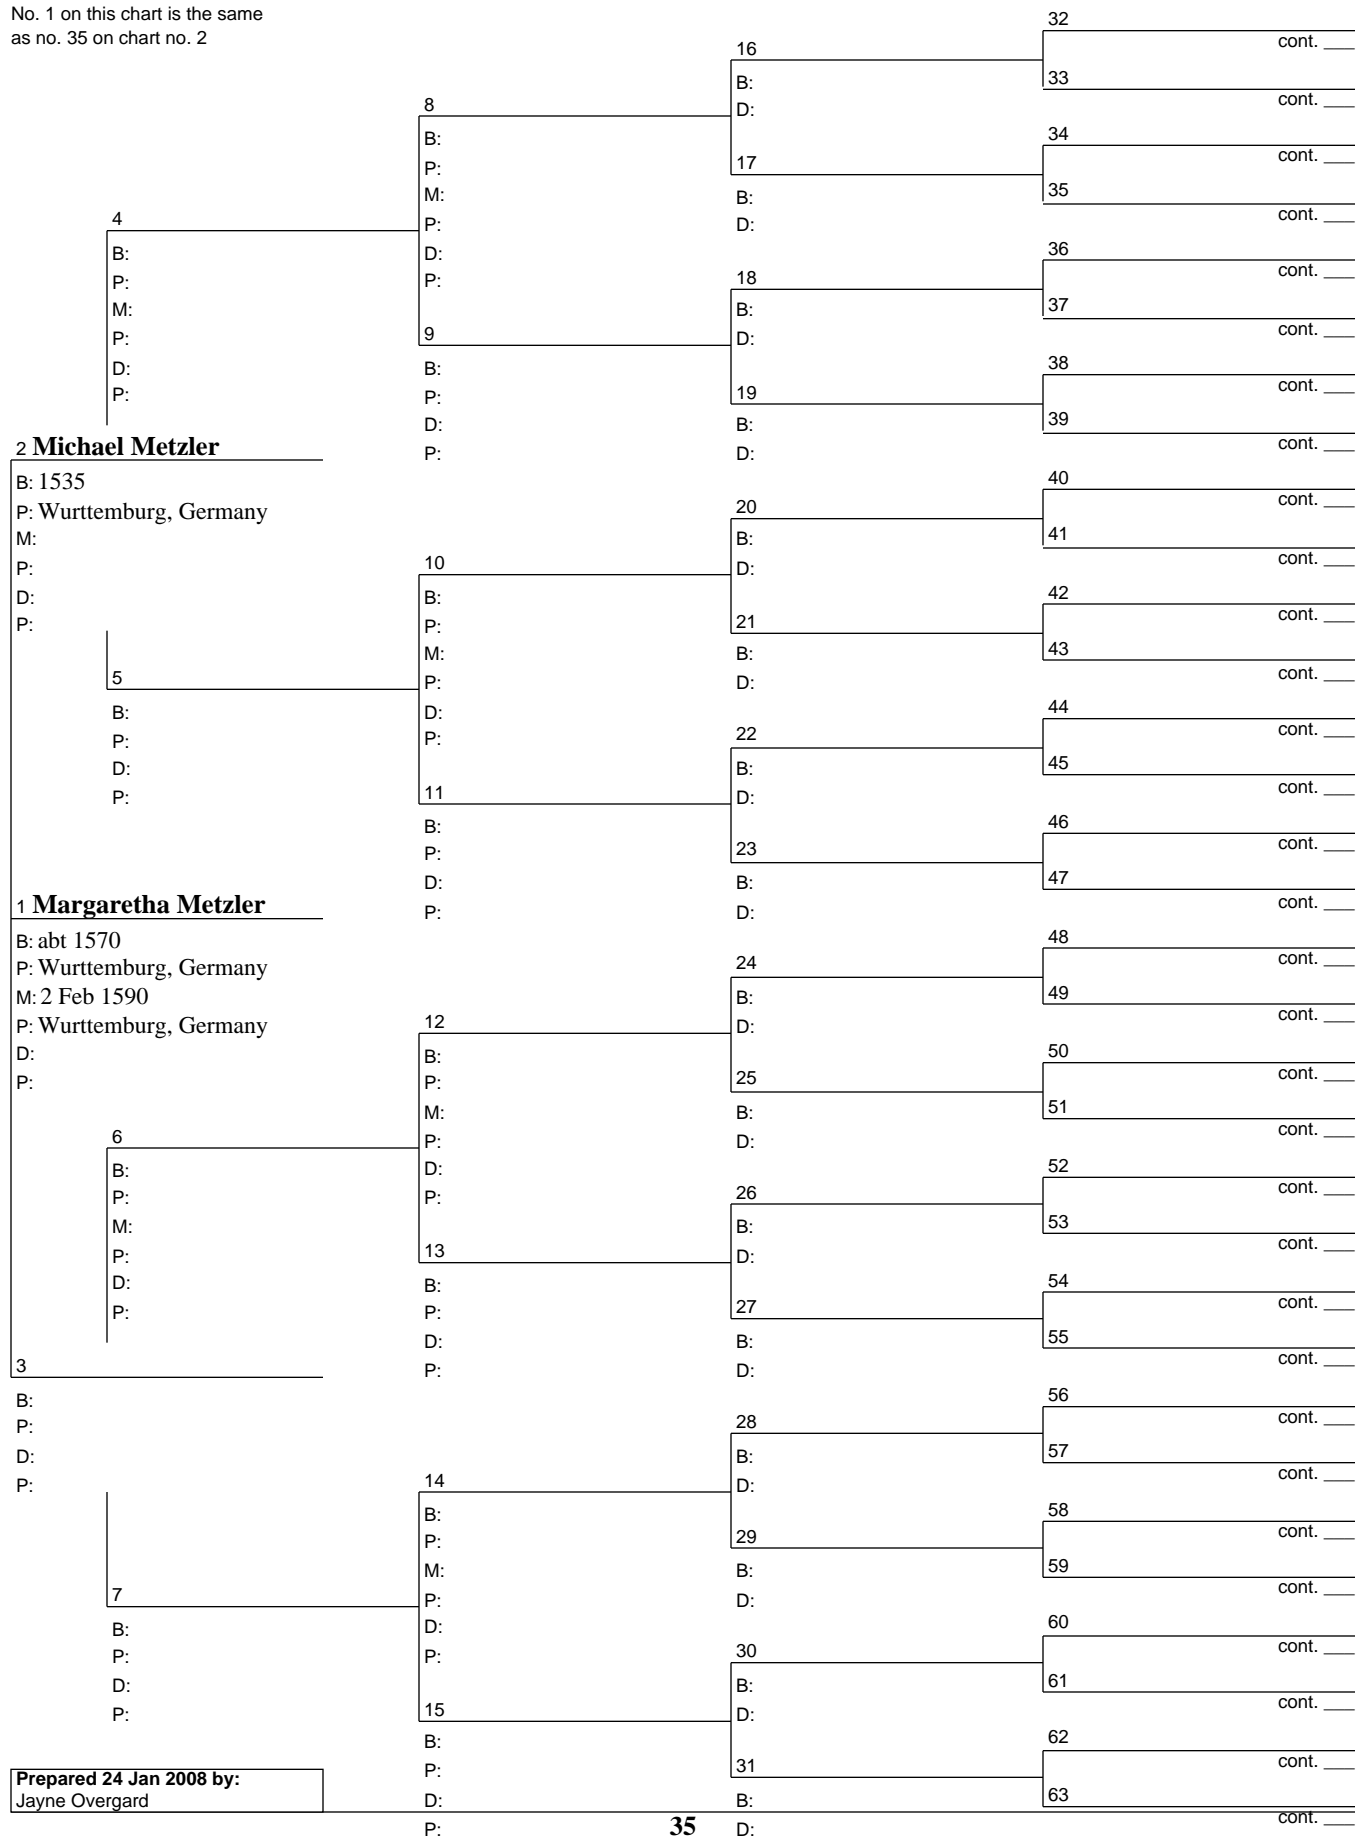 No. 1 on this chart is the same
as no. 35 on chart no. 2
2 Michael Metzler
B: 1535
P: Wurttemburg, Germany
M:
P:
D:
P:
1 Margaretha Metzler
B: abt 1570
P: Wurttemburg, Germany
M: 2 Feb 1590
P: Wurttemburg, Germany
D:
P:
3
B:
P:
D:
P:
4
B:
P:
M:
P:
D:
P:
5
B:
P:
D:
P:
6
B:
P:
M:
P:
D:
P:
7
B:
P:
D:
P:
8
B:
P:
M:
P:
D:
P:
9
B:
P:
D:
P:
10
B:
P:
M:
P:
D:
P:
11
B:
P:
D:
P:
12
B:
P:
M:
P:
D:
P:
13
B:
P:
D:
P:
14
B:
P:
M:
P:
D:
P:
15
B:
P:
D:
P:
16
B:
D:
17
B:
D:
18
B:
D:
19
B:
D:
20
B:
D:
21
B:
D:
22
B:
D:
23
B:
D:
24
B:
D:
25
B:
D:
26
B:
D:
27
B:
D:
28
B:
D:
29
B:
D:
30
B:
D:
31
B:
D:
32
cont. ___
33
cont. ___
34
cont. ___
35
cont. ___
36
cont. ___
37
cont. ___
38
cont. ___
39
cont. ___
40
cont. ___
41
cont. ___
42
cont. ___
43
cont. ___
44
cont. ___
45
cont. ___
46
cont. ___
47
cont. ___
48
cont. ___
49
cont. ___
50
cont. ___
51
cont. ___
52
cont. ___
53
cont. ___
54
cont. ___
55
cont. ___
56
cont. ___
57
cont. ___
58
cont. ___
59
cont. ___
60
cont. ___
61
cont. ___
62
cont. ___
63
cont. ___
Prepared 24 Jan 2008 by:
Jayne Overgard
35